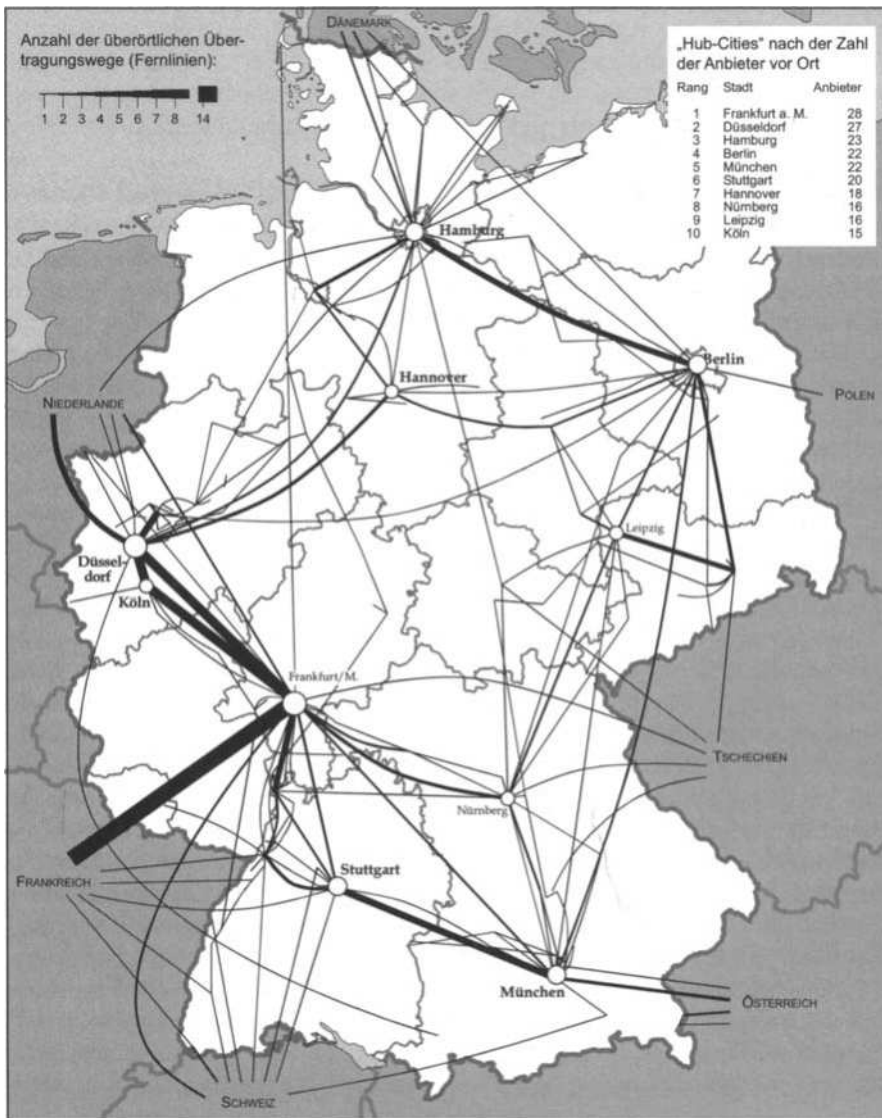 Anzahl der überörtlichen Über-
tragungswege (Fernlinien):
1 2 3 4 5 6 7 8 14
„Hub-Cities" nach der Zahl
der Anbieter vor Ort
Rang Stadt Anbieter
1 Frankfurt a. M. 28
2 Düsseldorf 27
3 Hamburg 23
4 Berlin 22
5 München 22
6 Stuttgart 20
7 Hannover 18
8 Nürnberg 16
9 Leipzig 16
10 Köln 15
DÄNEMARK
Hamburg
Berlin
Hannover
NIEDERLANDE
POLEN
Leipzig
Düssel-
dorf
Köln
Frankfurt/M.
TSCHECHIEN
Nürnberg
FRANKREICH
Stuttgart
München
ÖSTERREICH
SCHWEIZ